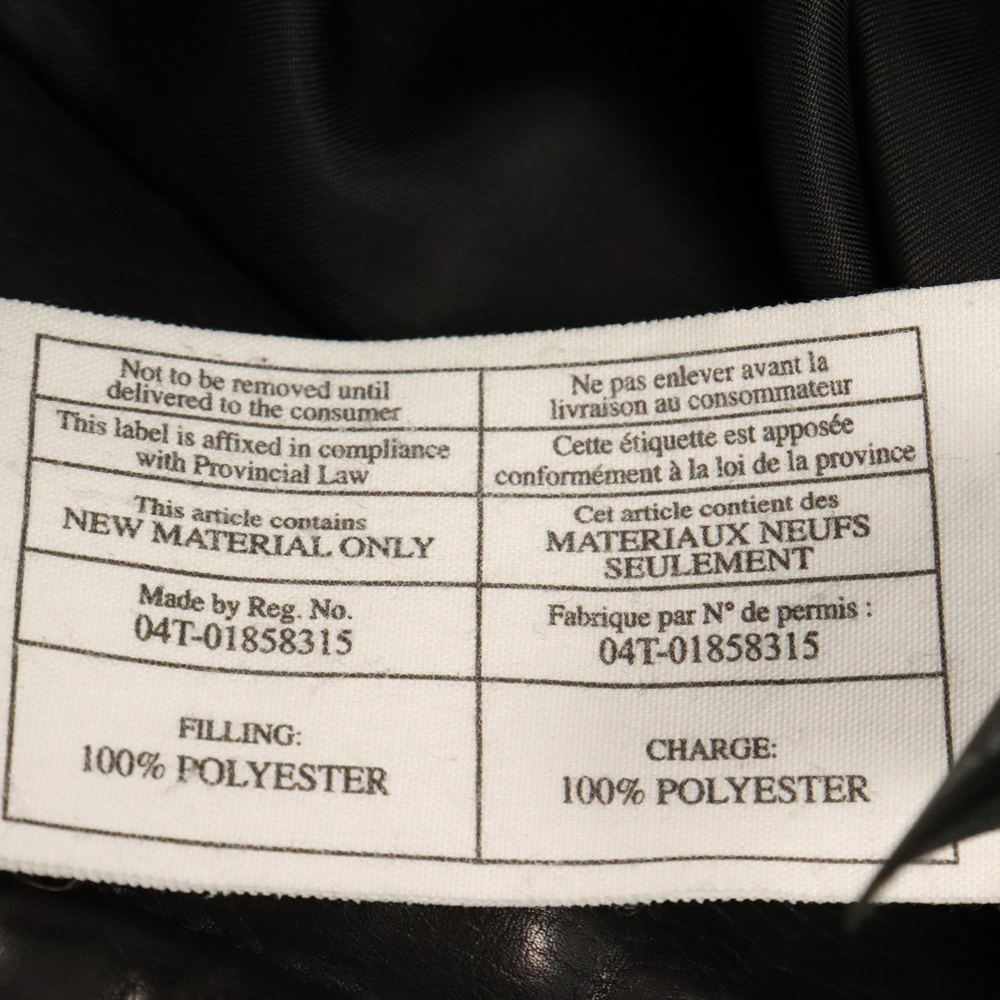 Not to be removed until
delivered to the consumer
This label is affixed in compliance
with Provincial Law
This article contains
NEW MATERIAL ONLY
Made by Reg. No.
04T-01858315
FILLING:
100% POLYESTER
Ne pas enlever avant la
livraison au consommateur
Cette étiquette est apposée
conformément à la loi de la province
Cet article contient des
MATERIAUX NEUFS
SEULEMENT
Fabrique par N° de permis :
04T-01858315
CHARGE:
100% POLYESTER